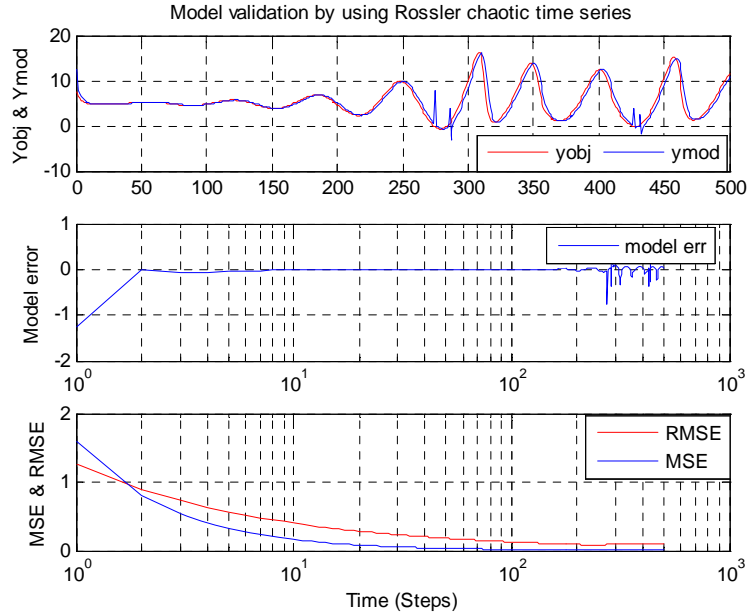 Model validation by using Rossler chaotic time series
Yobj & Ymod
20
10
0
-10
yobj ymod
0 50 100 150 200 250 300 350 400 450 500
Model error
1
0
-1
-2
model err
10^0 10^1 10^2 10^3
MSE & RMSE
2
1
0
RMSE
MSE
10^0 10^1 10^2 10^3
Time (Steps)